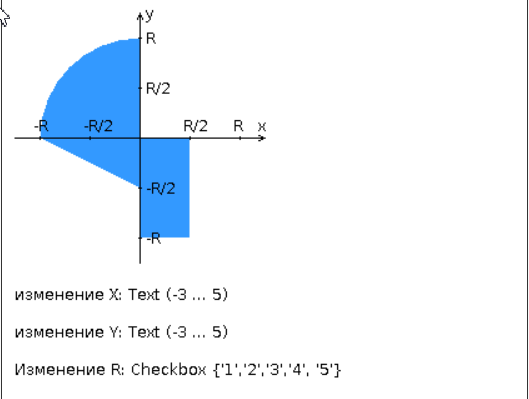 y
R
R/2
-R -R/2 R/2 R x
-R/2
-R
изменение X: Text (-3 ... 5)
изменение Y: Text (-3 ... 5)
Изменение R: Checkbox {'1','2','3','4', '5'}